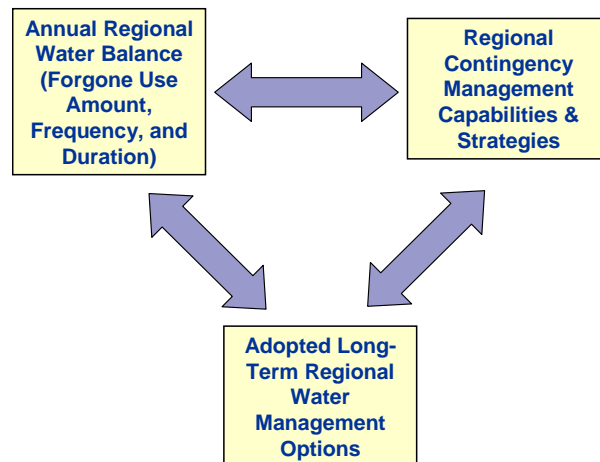 Annual Regional
Water Balance
(Forgone Use
Amount,
Frequency, and
Duration)
Regional
Contingency
Management
Capabilities &
Strategies
Adopted Long-
Term Regional
Water
Management
Options